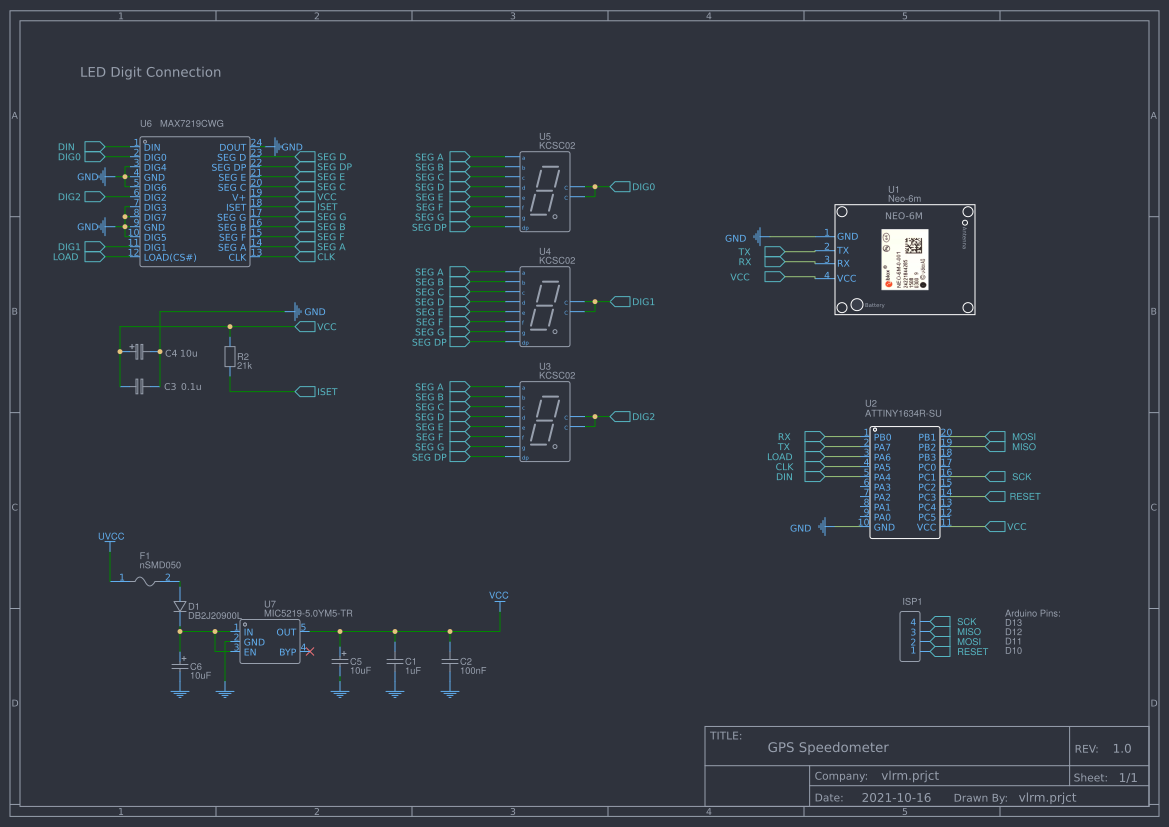 1 2 3 4 5
LED Digit Connection
A A
B B
C C
D D
U6 MAX7219CWG
DIN 1 DIN DOUT 24 GND
DIG0 2 DIG0 SEG D 23 SEG D
3 DIG4 SEG DP 22 SEG DP
GND 4 GND SEG E 21 SEG E
5 DIG6 SEG C 20 SEG C
DIG2 6 DIG2 V+ 19 VCC
7 DIG3 ISET 18 ISET
8 DIG7 SEG G 17 SEG G
GND 9 GND SEG B 16 SEG B
10 DIG5 SEG F 15 SEG F
DIG1 11 DIG1 SEG A 14 SEG A
LOAD 12 LOAD(CS#) CLK 13 CLK
U5
KCSC02
SEG A a
SEG B b
SEG C c
SEG D d C DIG0
SEG E e C
SEG F f
SEG G g
SEG DP dp
U4
KCSC02
SEG A a
SEG B b
SEG C c
SEG D d C DIG1
SEG E e C
SEG F f
SEG G g
SEG DP dp
U3
KCSC02
SEG A a
SEG B b
SEG C c
SEG D d C DIG2
SEG E e C
SEG F f
SEG G g
SEG DP dp
GND
VCC
+ C4 10u
R2
21k
C3 0.1u
ISET
U1
Neo-6m
NEO-6M
Antenna
GND 1 GND
TX 2 TX
RX 3 RX
VCC 4 VCC
Battery
U2
ATTINY1634R-SU
RX 1 PB0 PB1 20 MOSI
TX 2 PA7 PB2 19 MISO
LOAD 3 PA6 PB3 18
CLK 4 PA5 PC0 17
DIN 5 PA4 PC1 16 SCK
6 PA3 PC2 15
7 PA2 PC3 14 RESET
8 PA1 PC4 13
9 PA0 PC5 12
GND 10 GND VCC 11 VCC
UVCC
F1
nSMD050
1 2
D1
DB2J20900L
U7
MIC5219-5.0YM5-TR
1 IN OUT 5
2 GND
3 EN BYP 4
VCC
+ C6
10uF
+ C5
10uF
C1
1uF
C2
100nF
ISP1
Arduino Pins:
4 SCK D13
3 MISO D12
2 MOSI D11
1 RESET D10
TITLE:
GPS Speedometer
REV: 1.0
Company: vlrm.prjct
Sheet: 1/1
Date: 2021-10-16 Drawn By: vlrm.prjct
1 2 3 4 5